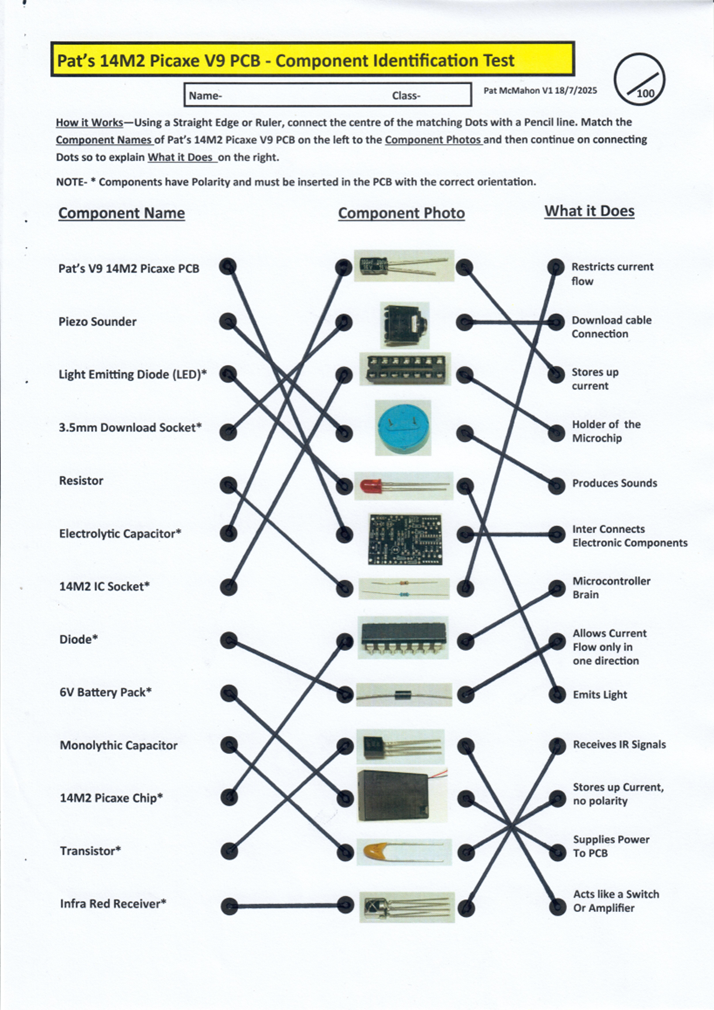 Pat's 14M2 Picaxe V9 PCB - Component Identification Test
Name- Class-
Pat McMahon V1 18/7/2025
100
How it Works—Using a Straight Edge or Ruler, connect the centre of the matching Dots with a Pencil line. Match the
Component Names of Pat's 14M2 Picaxe V9 PCB on the left to the Component Photos and then continue on connecting
Dots so to explain What it Does on the right.
NOTE- * Components have Polarity and must be inserted in the PCB with the correct orientation.
Component Name
Component Photo
What it Does
Pat's V9 14M2 Picaxe PCB
Restricts current
flow
Piezo Sounder
Download cable
Connection
Light Emitting Diode (LED)*
Stores up
current
3.5mm Download Socket*
Holder of the
Microchip
Resistor
Produces Sounds
Electrolytic Capacitor*
Inter Connects
Electronic Components
14M2 IC Socket*
Microcontroller
Brain
Diode*
Allows Current
Flow only in
one direction
6V Battery Pack*
Emits Light
Monolythic Capacitor
Receives IR Signals
14M2 Picaxe Chip*
Stores up Current,
no polarity
Transistor*
Supplies Power
To PCB
Infra Red Receiver*
Acts like a Switch
Or Amplifier